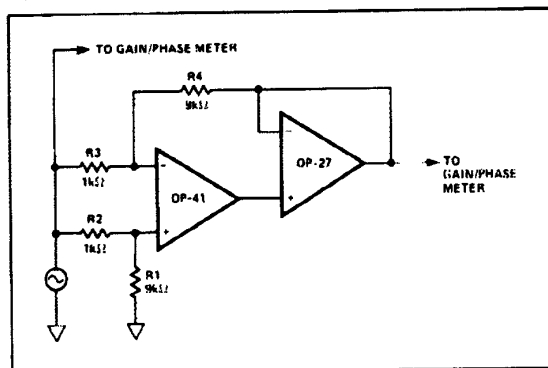 TO GAIN/PHASE METER
R4
9kΩ
R3
1kΩ
-
OP-41
+
R2
1kΩ
R1
9kΩ
-
OP-27
+
TO
GAIN/PHASE
METER